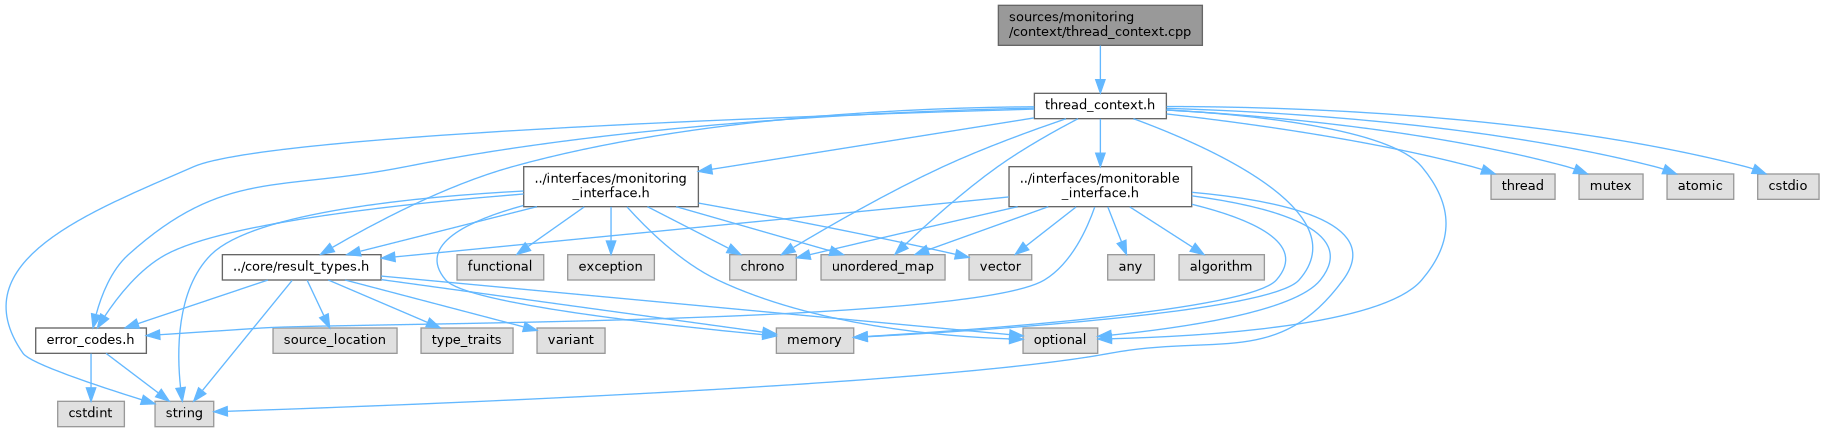 sources/monitoring
/context/thread_context.cpp
thread_context.h
../interfaces/monitoring
_interface.h
../interfaces/monitorable
_interface.h
thread
mutex
atomic
cstdio
../core/result_types.h
functional
exception
chrono
unordered_map
vector
any
algorithm
error_codes.h
source_location
type_traits
variant
memory
optional
cstdint
string